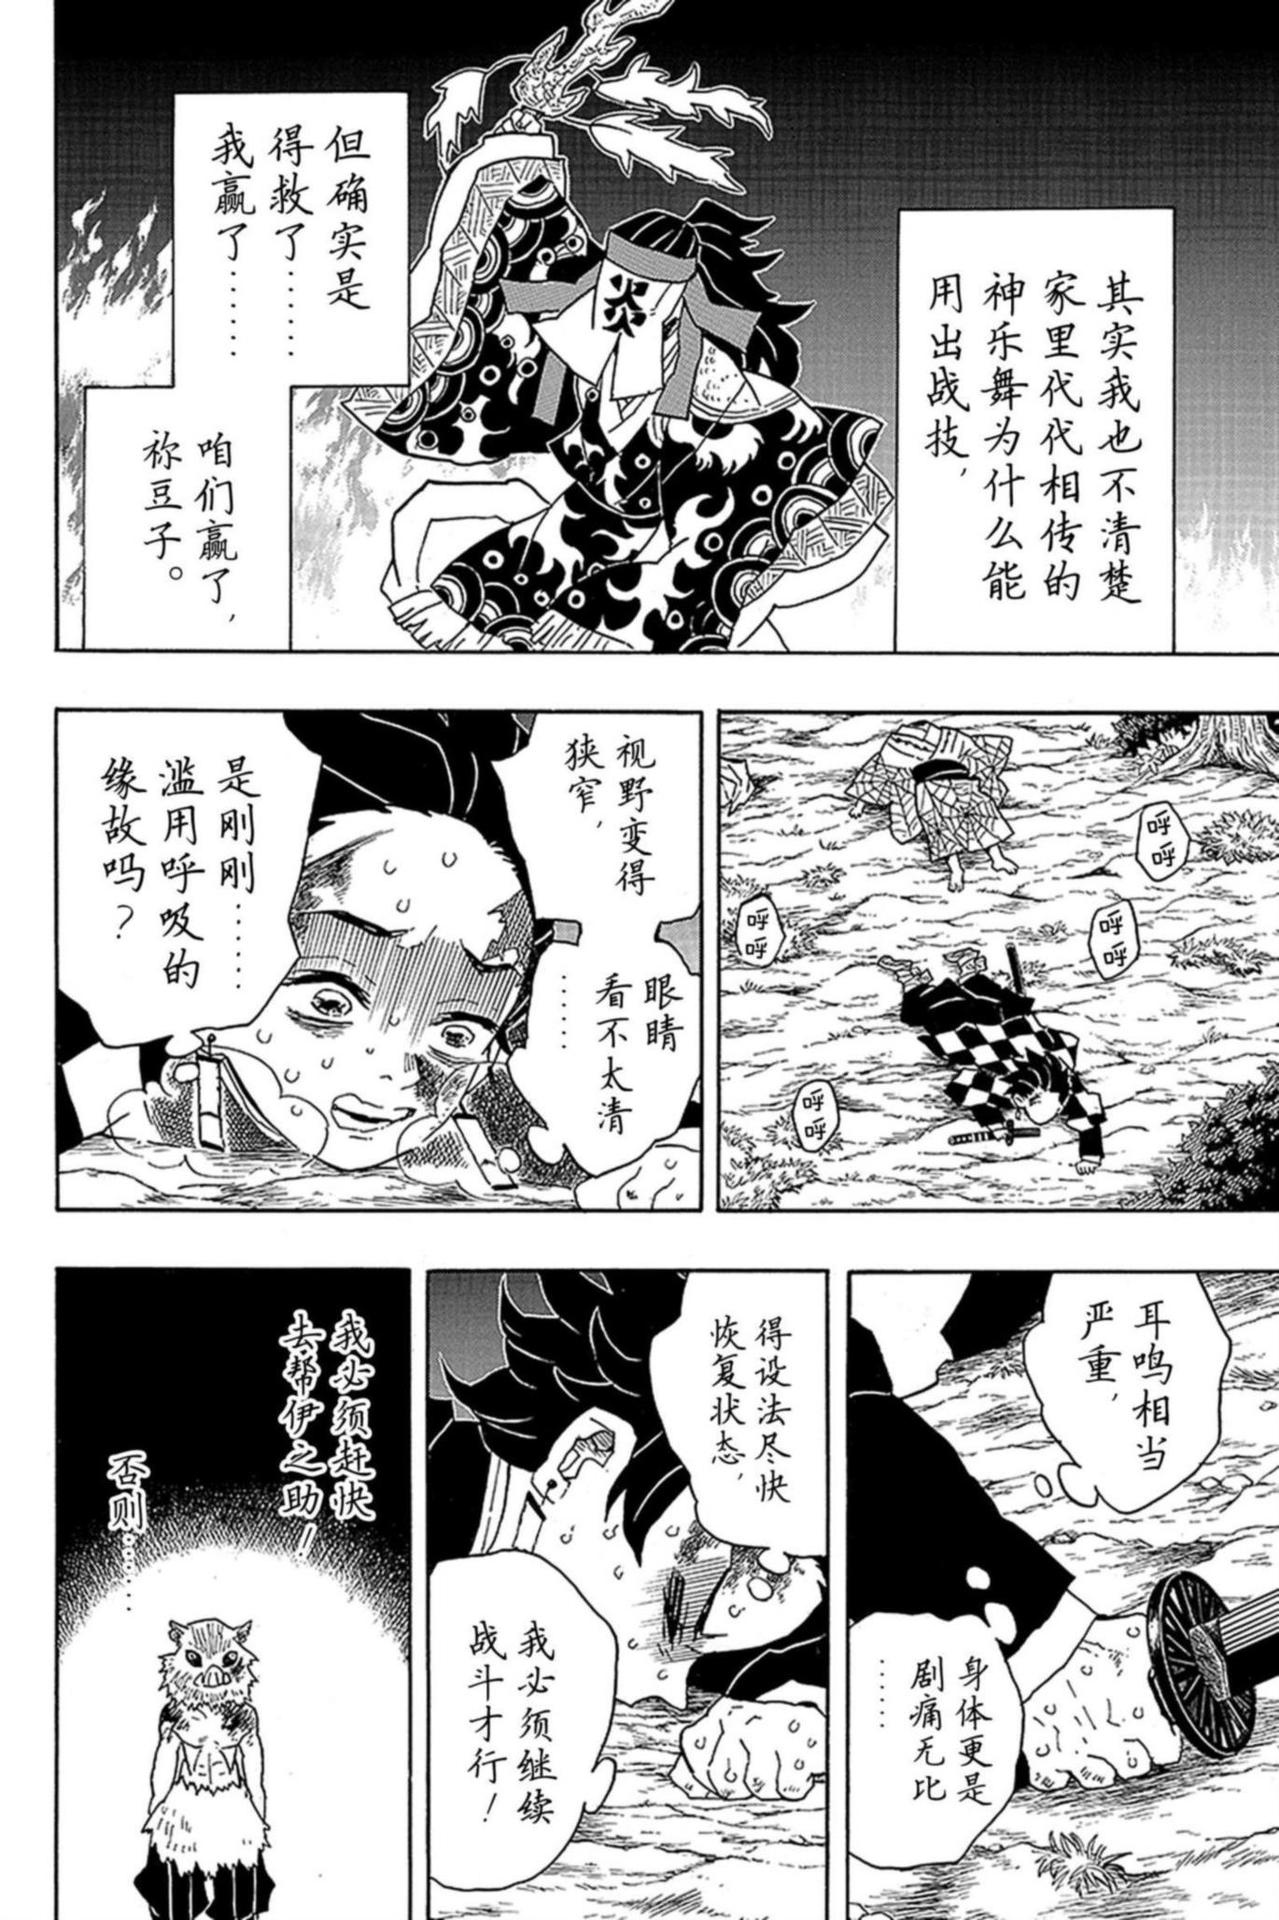 其实我也不清楚
家里代代相传的
神乐舞为什么能
用出战技，
炎
但确实是
得救了……
我赢了……
咱们赢了，
祢豆子。
呼
呼
呼
呼
呼
呼
呼
呼
视野变得
狭窄，
眼睛
看不太清
……
是刚刚……
滥用呼吸的
缘故吗？
耳鸣相当
严重，
身体更是
剧痛无比
……
得设法尽快
恢复状态，
我必须继续
战斗才行！
我必须赶快
去帮伊之助！
否则……